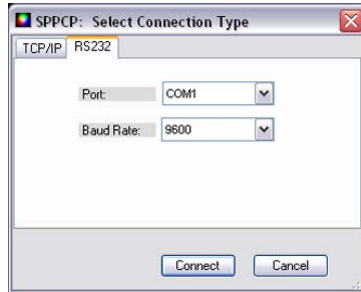 SPPCP: Select Connection Type
TCP/IP RS232
Port: COM1
Baud Rate: 9600
Connect Cancel